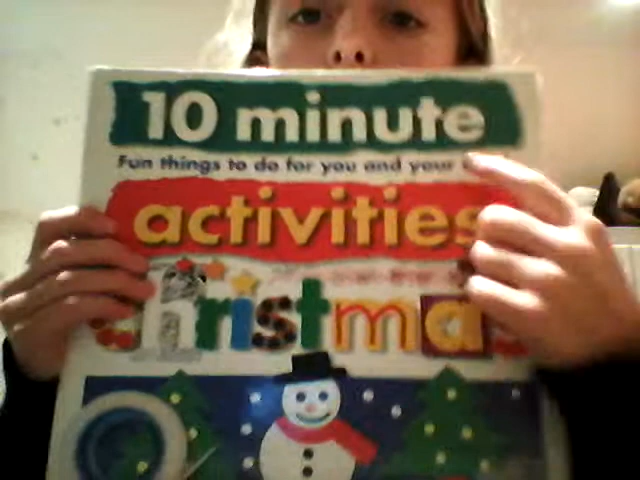 10 minute
Fun things to do for you and your
activities
christmas